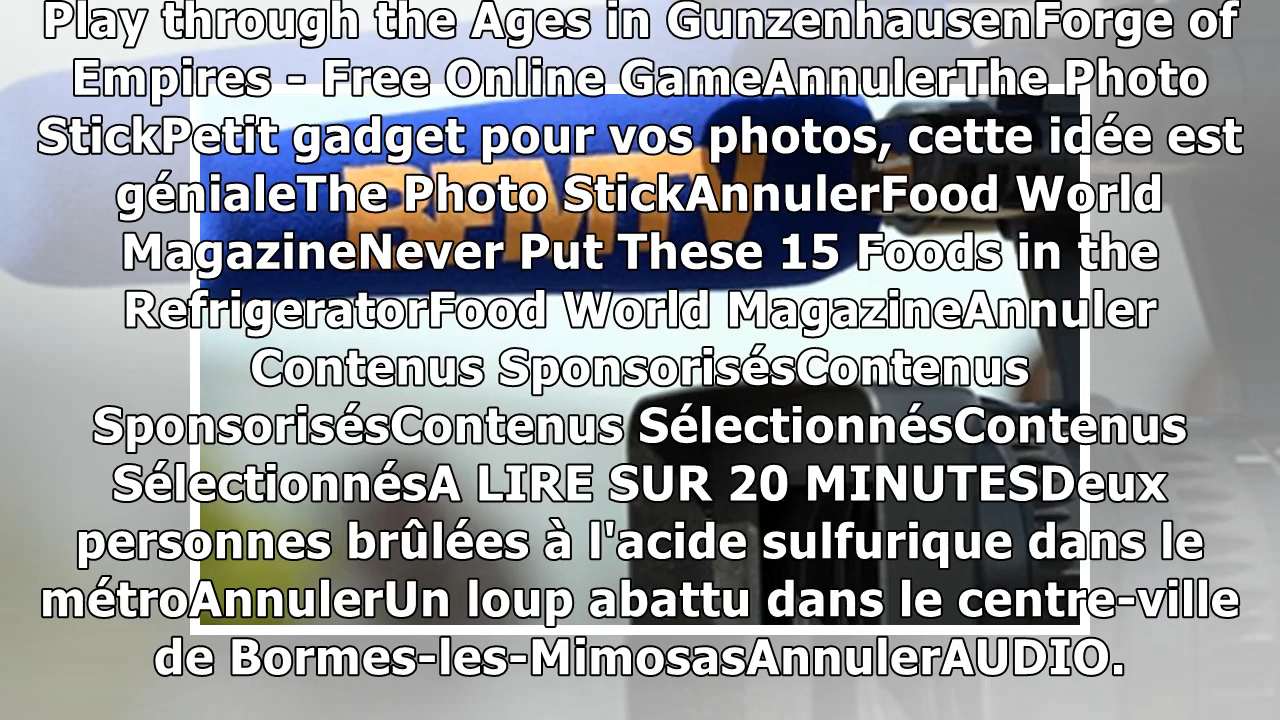 Play through the Ages in GunzenhausenForge of
Empires - Free Online GameAnnulerThe Photo
StickPetit gadget pour vos photos, cette idée est
génialeThe Photo StickAnnulerFood World
MagazineNever Put These 15 Foods in the
RefrigeratorFood World MagazineAnnuler
Contenus SponsorisésContenus
SponsorisésContenus SélectionnésContenus
SélectionnésA LIRE SUR 20 MINUTESDeux
personnes brûlées à l'acide sulfurique dans le
métroAnnulerUn loup abattu dans le centre-ville
de Bormes-les-MimosasAnnulerAUDIO.
BFMTV